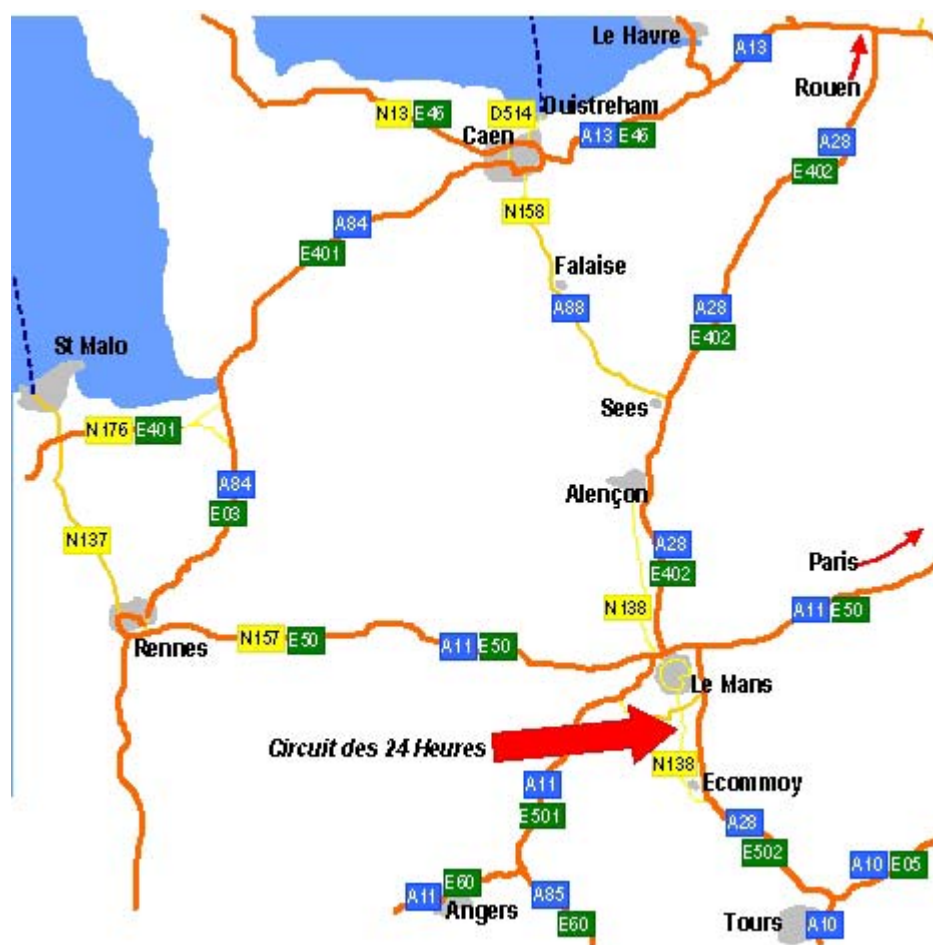 Le Havre
A13
Rouen
N13 E46
D514
Ouistreham
Caen
A13 E46
A28
E402
N158
A84
E401
Falaise
A88
A28
E402
St Malo
Sees
N176 E401
A84
E03
Alençon
N137
A28
E402
Paris
N138
A11 E50
Rennes
N157 E50
A11 E50
Le Mans
Circuit des 24 Heures
N138
Ecommoy
A11
E501
A28
E502
A10 E05
E60
A11
Angers
A85
E60
Tours
A10